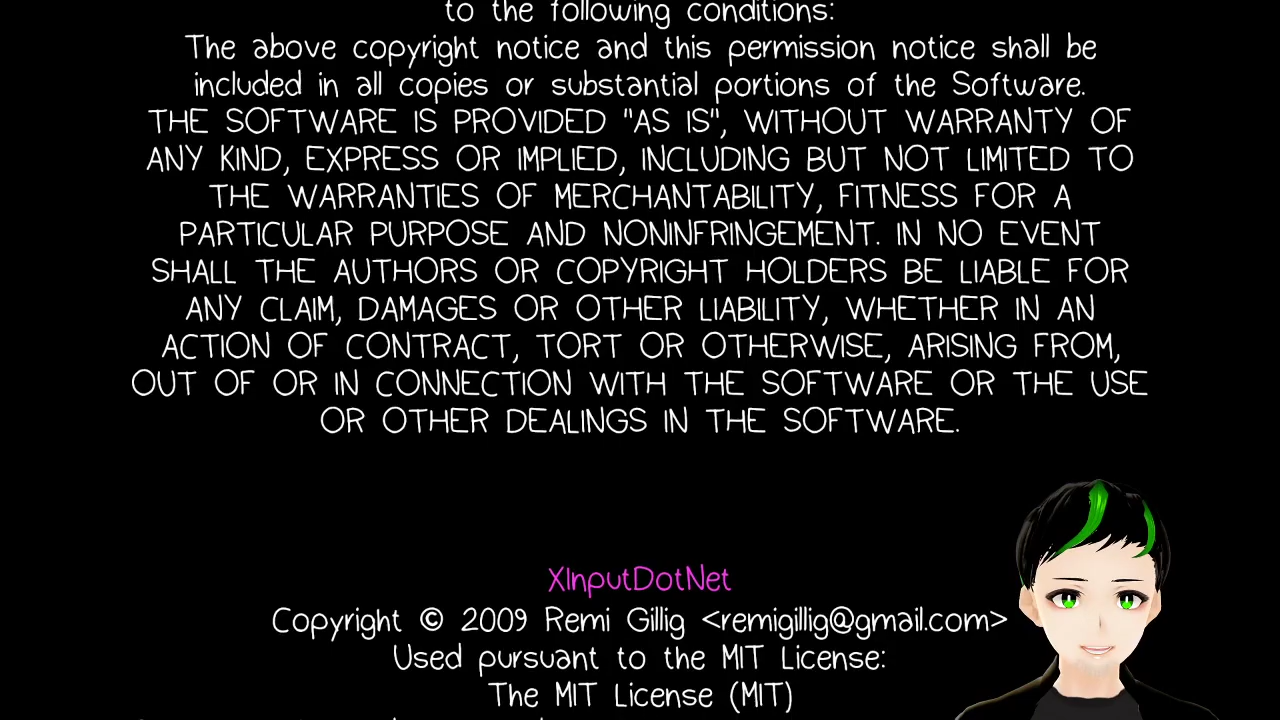 to the following conditions:
The above copyright notice and this permission notice shall be
included in all copies or substantial portions of the Software.
THE SOFTWARE IS PROVIDED "AS IS", WITHOUT WARRANTY OF
ANY KIND, EXPRESS OR IMPLIED, INCLUDING BUT NOT LIMITED TO
THE WARRANTIES OF MERCHANTABILITY, FITNESS FOR A
PARTICULAR PURPOSE AND NONINFRINGEMENT. IN NO EVENT
SHALL THE AUTHORS OR COPYRIGHT HOLDERS BE LIABLE FOR
ANY CLAIM, DAMAGES OR OTHER LIABILITY, WHETHER IN AN
ACTION OF CONTRACT, TORT OR OTHERWISE, ARISING FROM,
OUT OF OR IN CONNECTION WITH THE SOFTWARE OR THE USE
OR OTHER DEALINGS IN THE SOFTWARE.
XInputDotNet
Copyright © 2009 Remi Gillig <remigillig@gmail.com>
Used pursuant to the MIT License:
The MIT License (MIT)